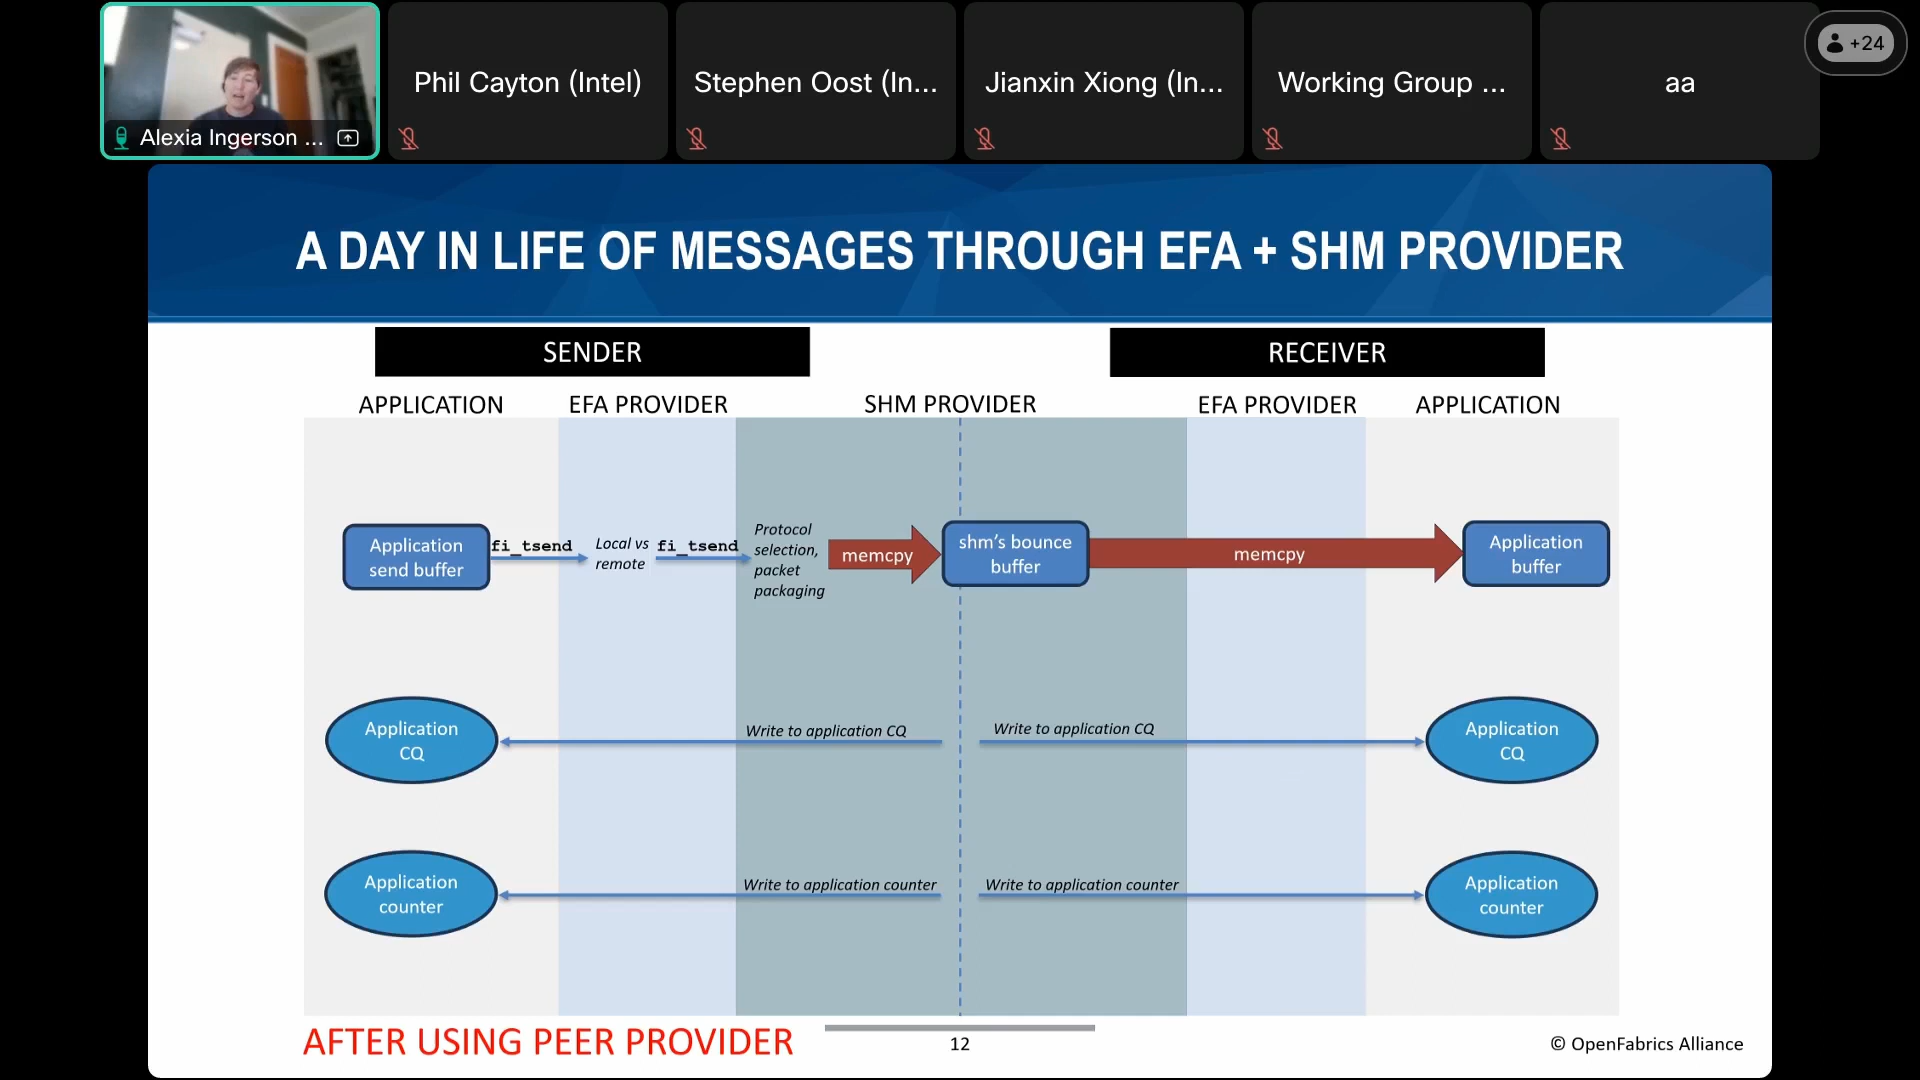 Alexia Ingerson ...
Phil Cayton (Intel)
Stephen Oost (In...
Jianxin Xiong (In...
Working Group ...
aa
+24
A DAY IN LIFE OF MESSAGES THROUGH EFA + SHM PROVIDER
SENDER
RECEIVER
APPLICATION
EFA PROVIDER
SHM PROVIDER
EFA PROVIDER
APPLICATION
Application
send buffer
fi_tsend
Local vs
remote
fi_tsend
Protocol
selection,
packet
packaging
memcpy
shm's bounce
buffer
memcpy
Application
buffer
Application
CQ
Write to application CQ
Write to application CQ
Application
CQ
Application
counter
Write to application counter
Write to application counter
Application
counter
AFTER USING PEER PROVIDER
12
© OpenFabrics Alliance